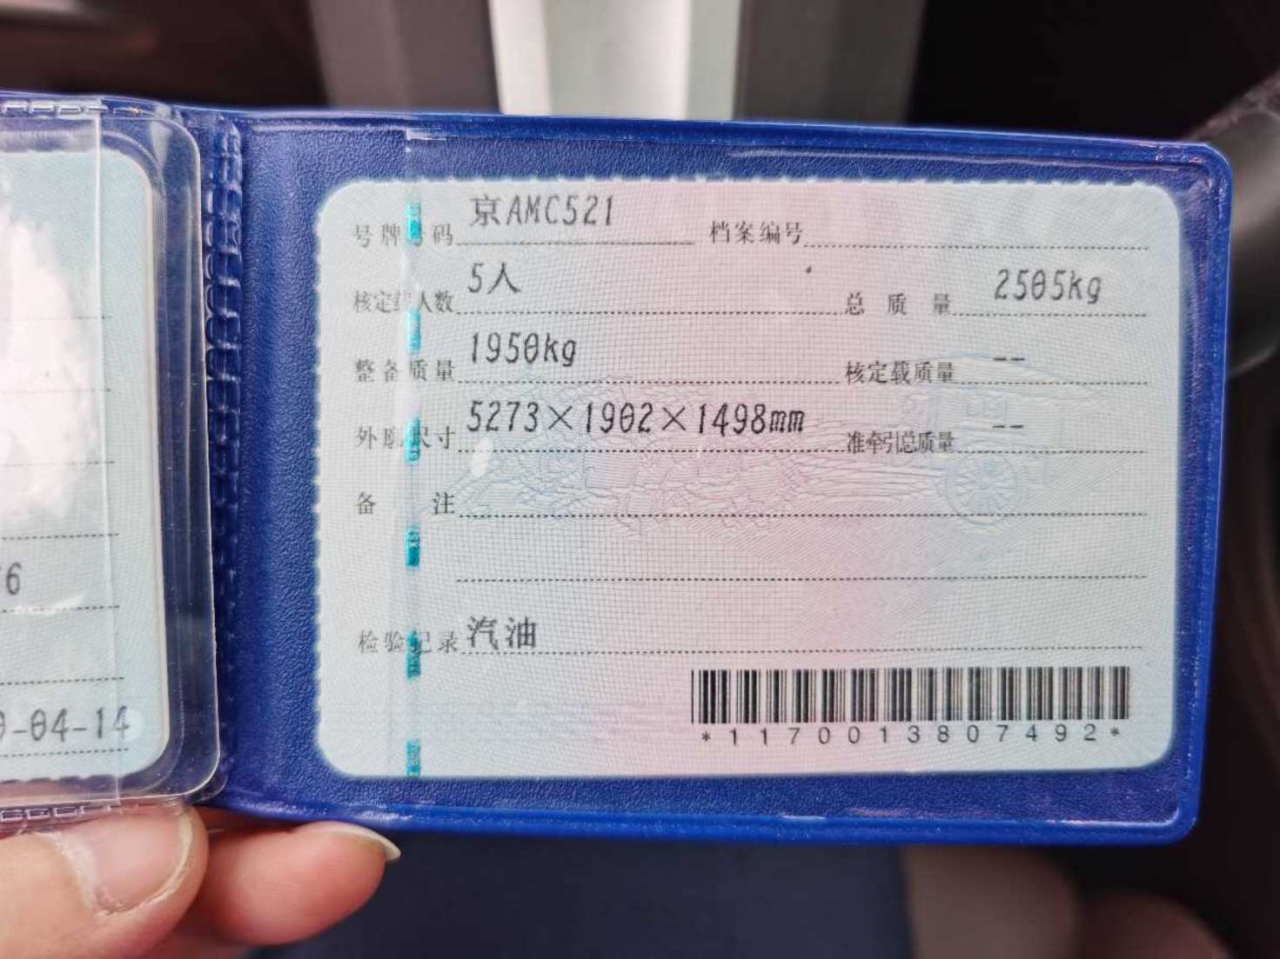 号牌号码 京AMC521 档案编号
核定载人数 5人 总质量 2505kg
整备质量 1950kg 核定载质量 --
外廓尺寸 5273×1902×1498mm 准牵引总质量 --
备注
6
检验记录 汽油
-04-14
*1170013807492*